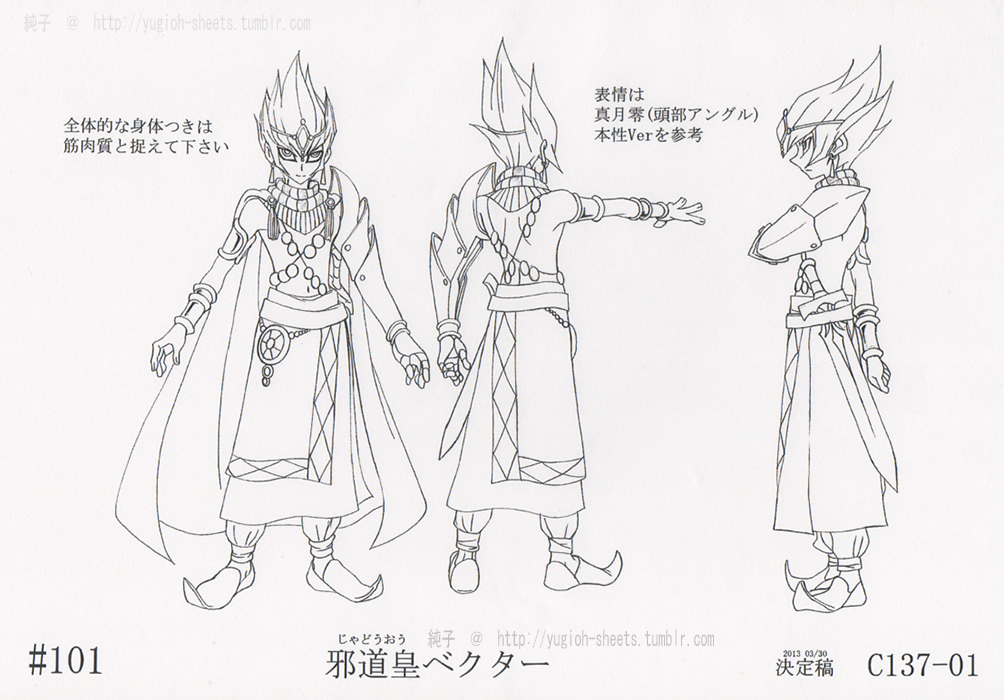 純子 @ http://yugioh-sheets.tumblr.com
全体的な身体つきは
筋肉質と捉えて下さい
表情は
真月零(頭部アングル)
本性Verを参考
#101
じゃどうおう
邪道皇ベクター
純子 @ http://yugioh-sheets.tumblr.com
2013 03/30
決定稿
C137-01